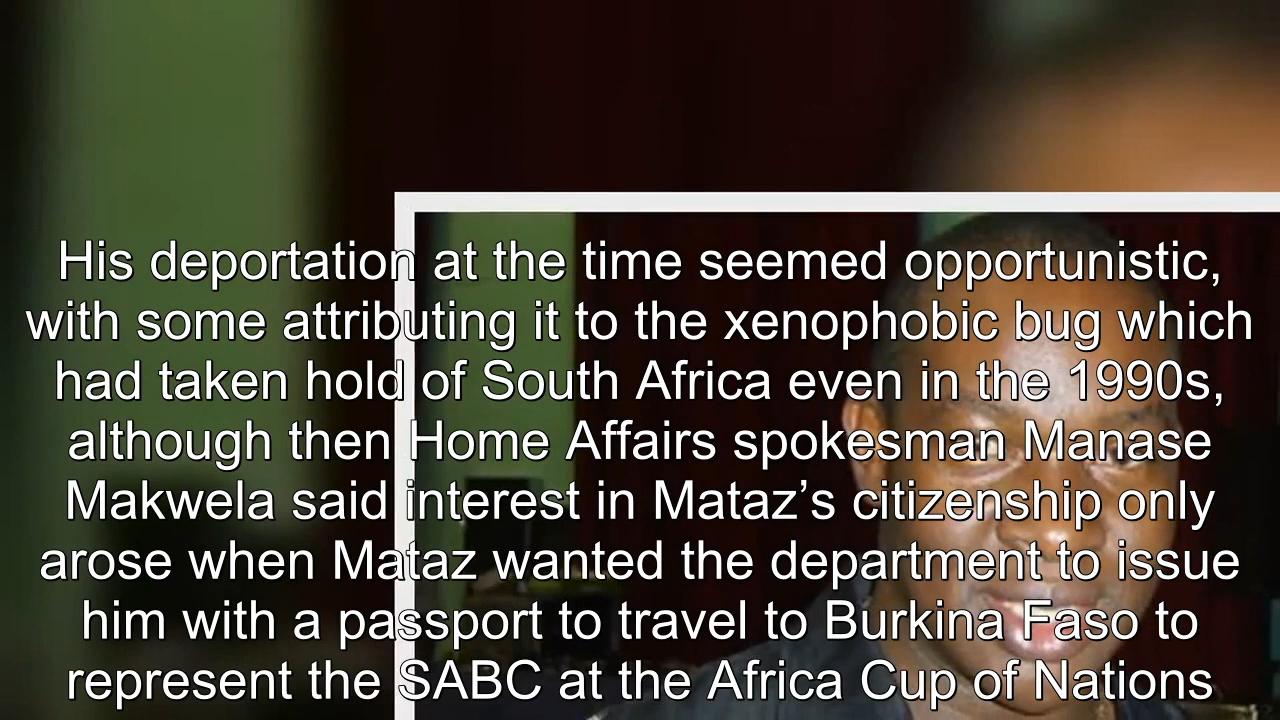 His deportation at the time seemed opportunistic,
with some attributing it to the xenophobic bug which
had taken hold of South Africa even in the 1990s,
although then Home Affairs spokesman Manase
Makwela said interest in Mataz’s citizenship only
arose when Mataz wanted the department to issue
him with a passport to travel to Burkina Faso to
represent the SABC at the Africa Cup of Nations